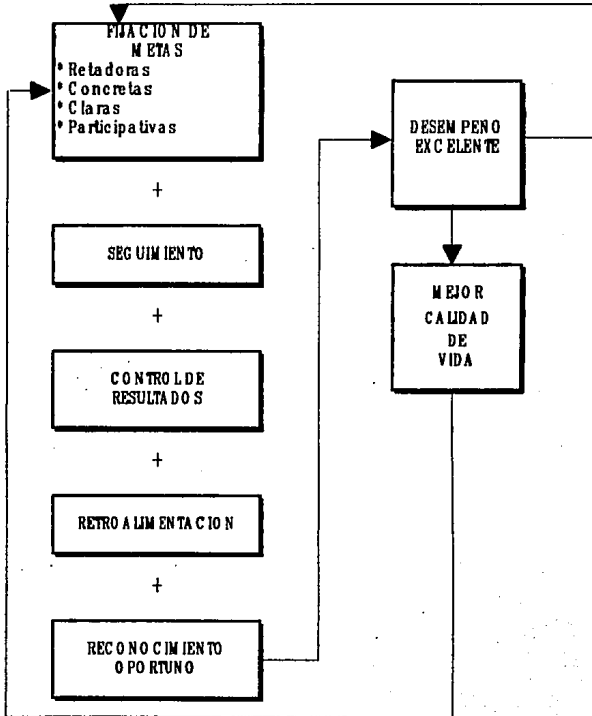 FIJACION DE
METAS
* Retadoras
* Concretas
* Claras
* Participativas
+
SEGUIMIENTO
+
CONTROL DE
RESULTADOS
+
RETROALIMENTACION
+
RECONOCIMIENTO
OPORTUNO
DESEMPENO
EXCELENTE
MEJOR
CALIDAD
DE
VIDA